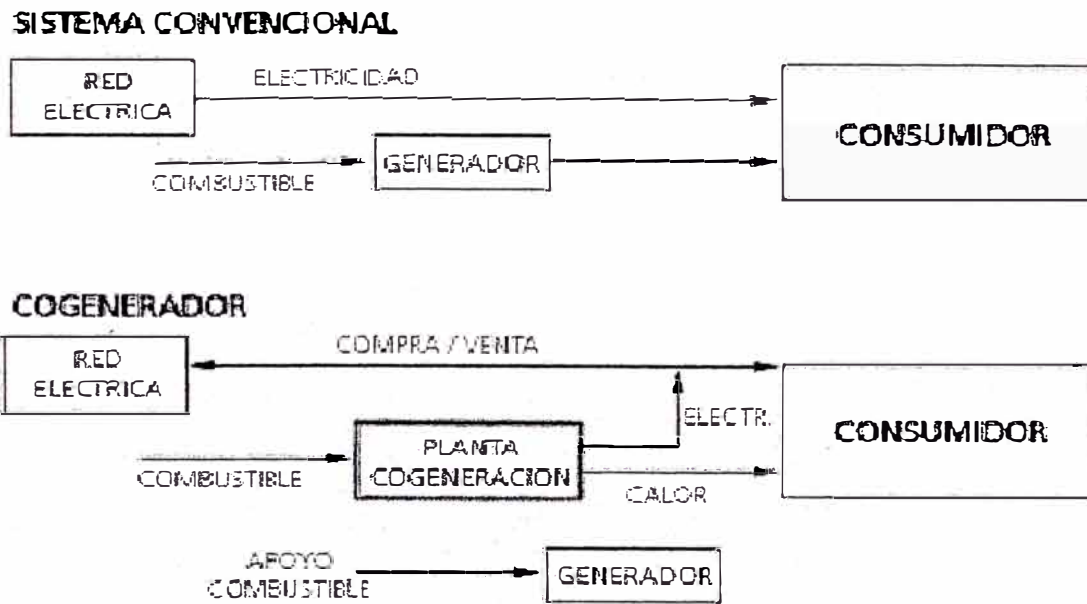 SISTEMA CONVENCIONAL
RED
ELECTRICA
ELECTRICIDAD
COMBUSTIBLE
GENERADOR
CONSUMIDOR
COGENERADOR
RED
ELECTRICA
COMPRA / VENTA
ELECTR.
COMBUSTIBLE
PLANTA
COGENERACION
CALOR
CONSUMIDOR
APOYO
COMBUSTIBLE
GENERADOR